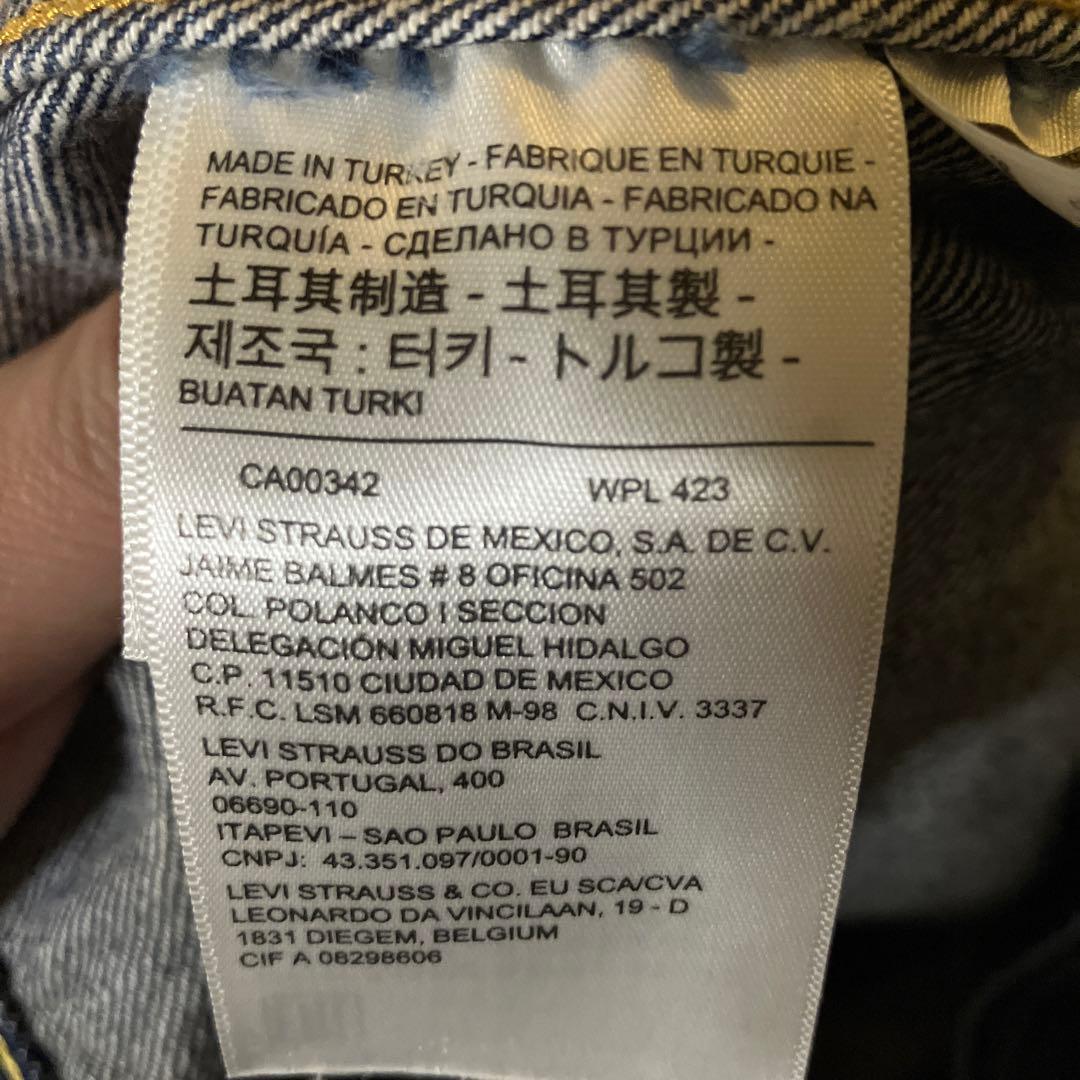 MADE IN TURKEY - FABRIQUE EN TURQUIE -
FABRICADO EN TURQUIA - FABRICADO NA
TURQUÍA - СДЕЛАНО В ТУРЦИИ -
土耳其制造 - 土耳其製 -
제조국 : 터키 - トルコ製 -
BUATAN TURKI
CA00342 WPL 423
LEVI STRAUSS DE MEXICO, S.A. DE C.V.
JAIME BALMES # 8 OFICINA 502
COL. POLANCO I SECCION
DELEGACIÓN MIGUEL HIDALGO
C.P. 11510 CIUDAD DE MEXICO
R.F.C. LSM 660818 M-98 C.N.I.V. 3337
LEVI STRAUSS DO BRASIL
AV. PORTUGAL, 400
06690-110
ITAPEVI – SAO PAULO BRASIL
CNPJ: 43.351.097/0001-90
LEVI STRAUSS & CO. EU SCA/CVA
LEONARDO DA VINCILAAN, 19 - D
1831 DIEGEM, BELGIUM
CIF A 08298606